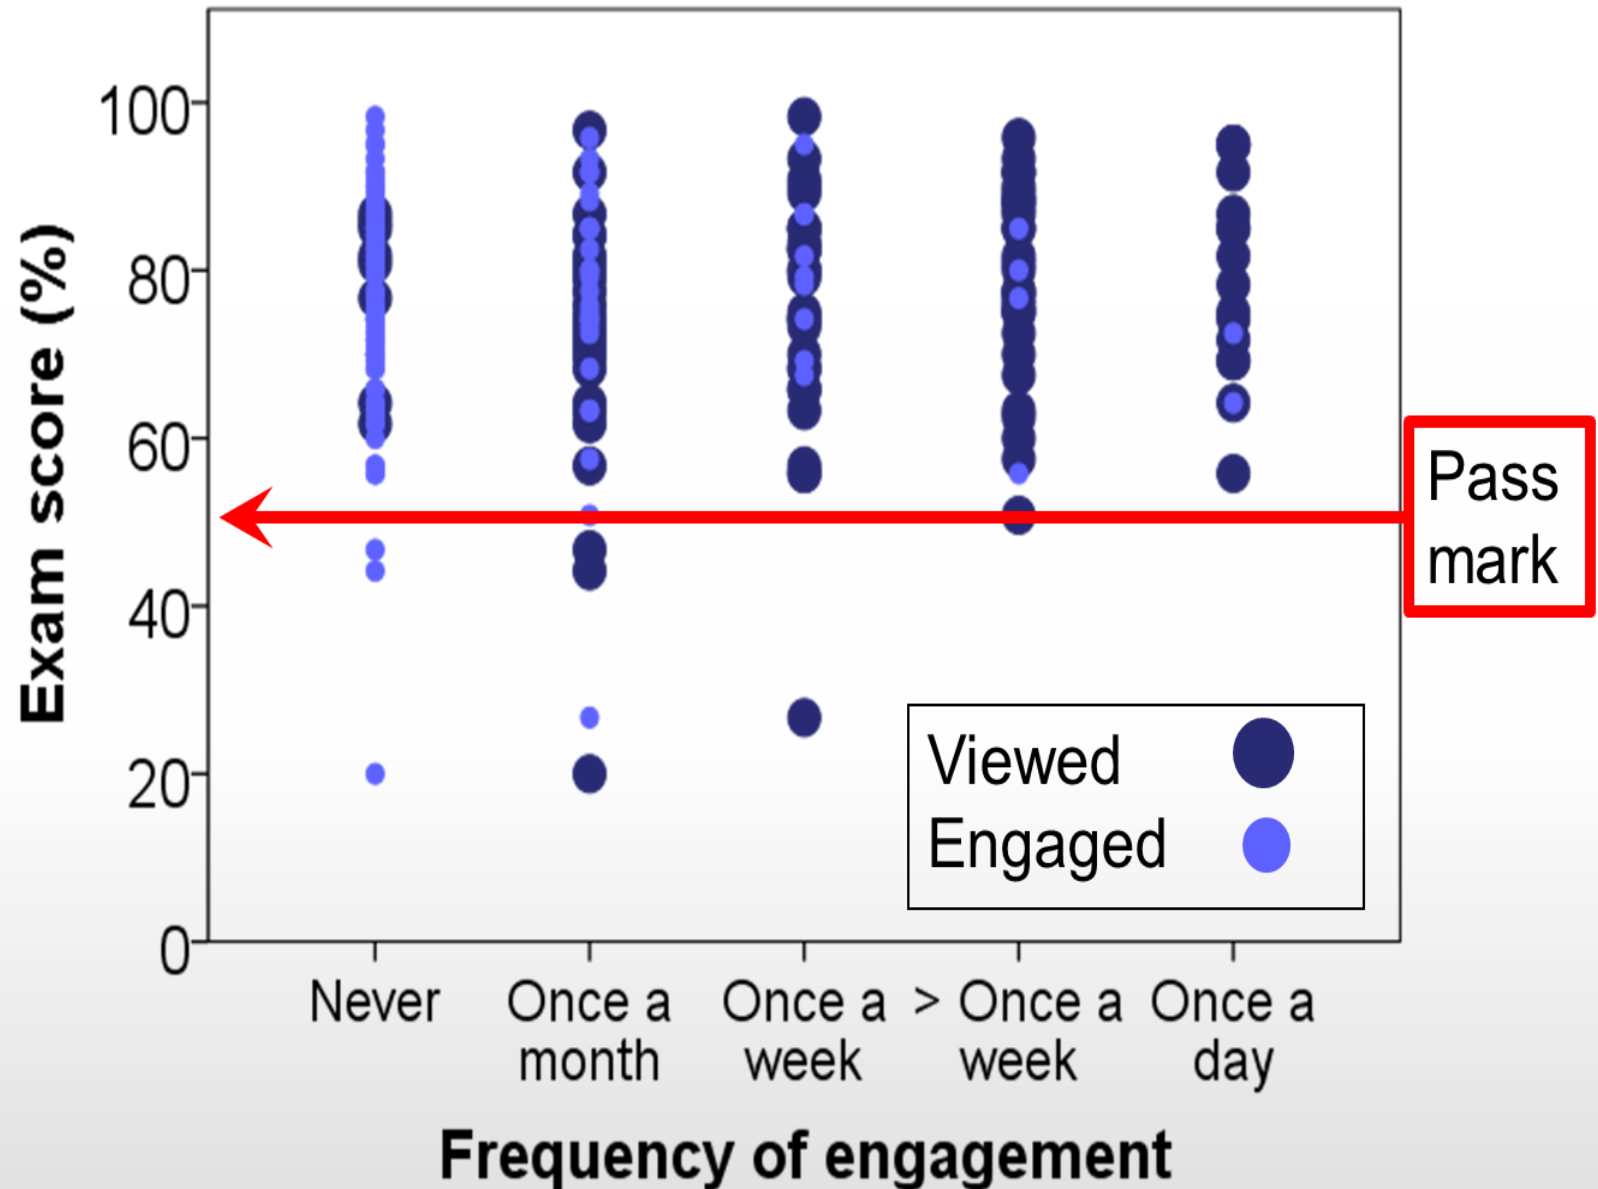 Exam score (%)
100
80
60
40
20
0
Pass
mark
Viewed
Engaged
Never
Once a
month
Once a
week
> Once a
week
Once a
day
Frequency of engagement